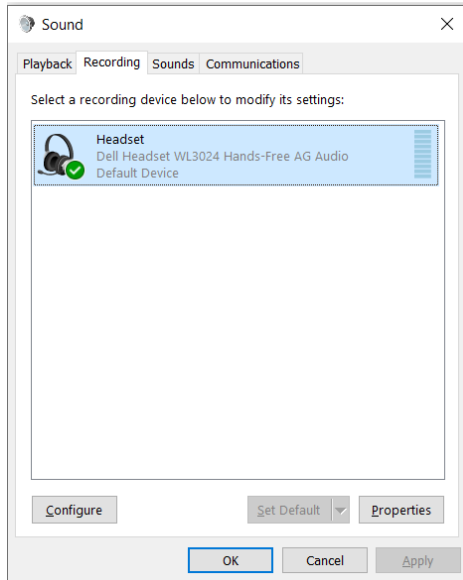 Sound
Playback Recording Sounds Communications
Select a recording device below to modify its settings:
Headset
Dell Headset WL3024 Hands-Free AG Audio
Default Device
Configure Set Default Properties
OK Cancel Apply